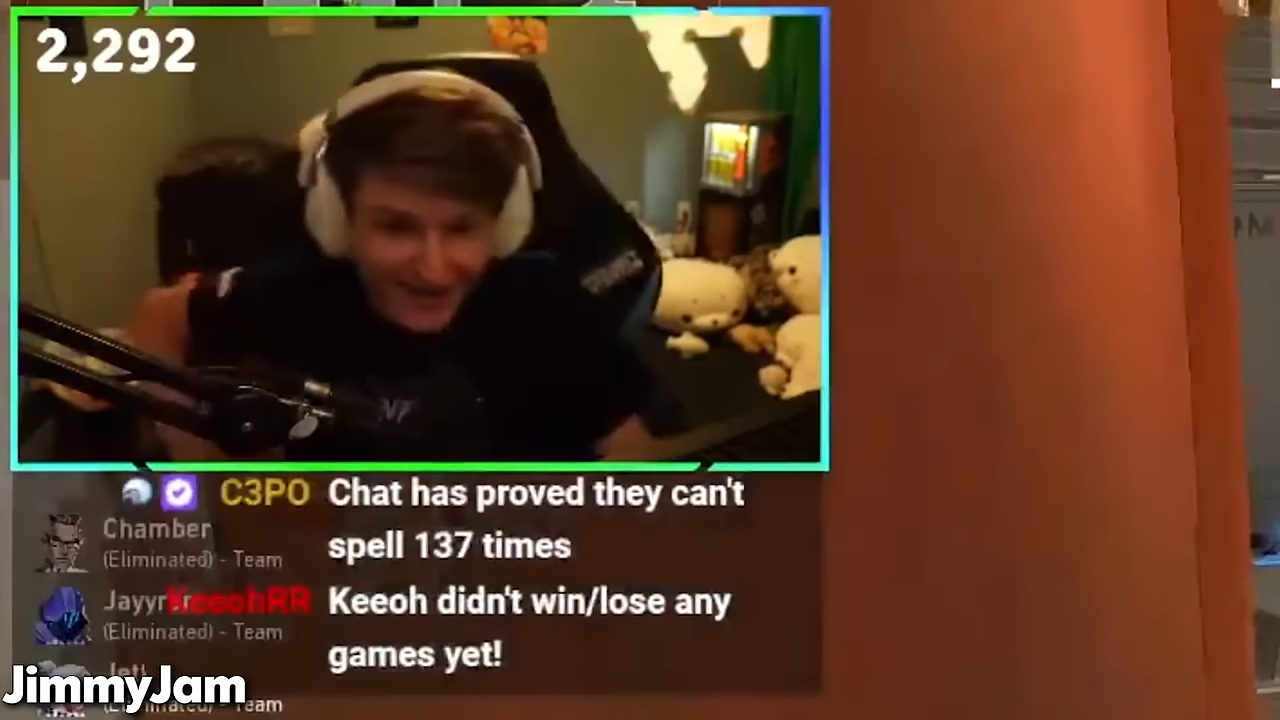 2,292
C3PO Chat has proved they can't
spell 137 times
Chamber
(Eliminated) - Team
KeeohRR Keeoh didn't win/lose any
games yet!
(Eliminated) - Team
JimmyJam
Team